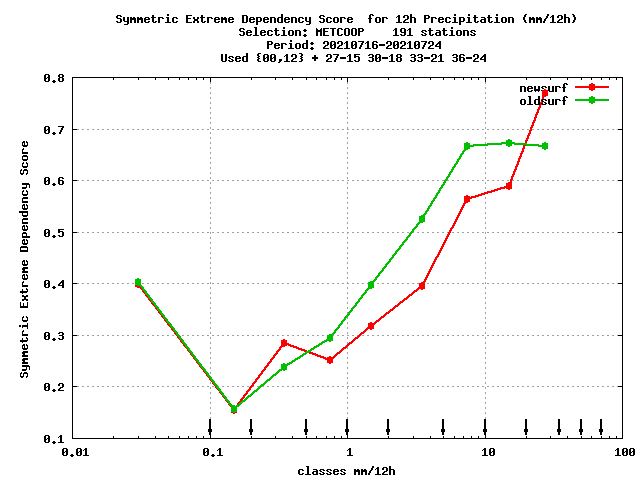 Symmetric Extreme Dependency Score  for 12h Precipitation (mm/12h)
Selection: METCOOP    191 stations
Period: 20210716-20210724
Used {00,12} + 27-15 30-18 33-21 36-24
0.8
newsurf
oldsurf
0.7
0.6
0.5
0.4
0.3
0.2
0.1
Symmetric Extreme Dependency Score
0.01
0.1
1
10
100
classes mm/12h